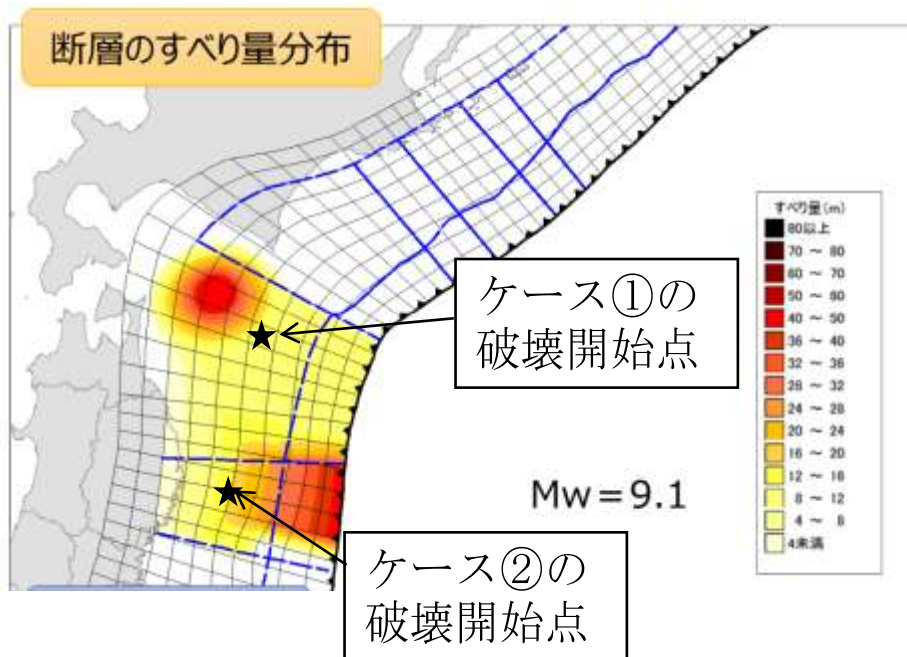 断層のすべり量分布
すべり量(m)
80以上
70 ～ 80
60 ～ 70
50 ～ 60
40 ～ 50
36 ～ 40
32 ～ 36
28 ～ 32
24 ～ 28
20 ～ 24
16 ～ 20
12 ～ 16
8 ～ 12
4 ～ 8
4未満
ケース①の
破壊開始点
Mw＝9.1
ケース②の
破壊開始点